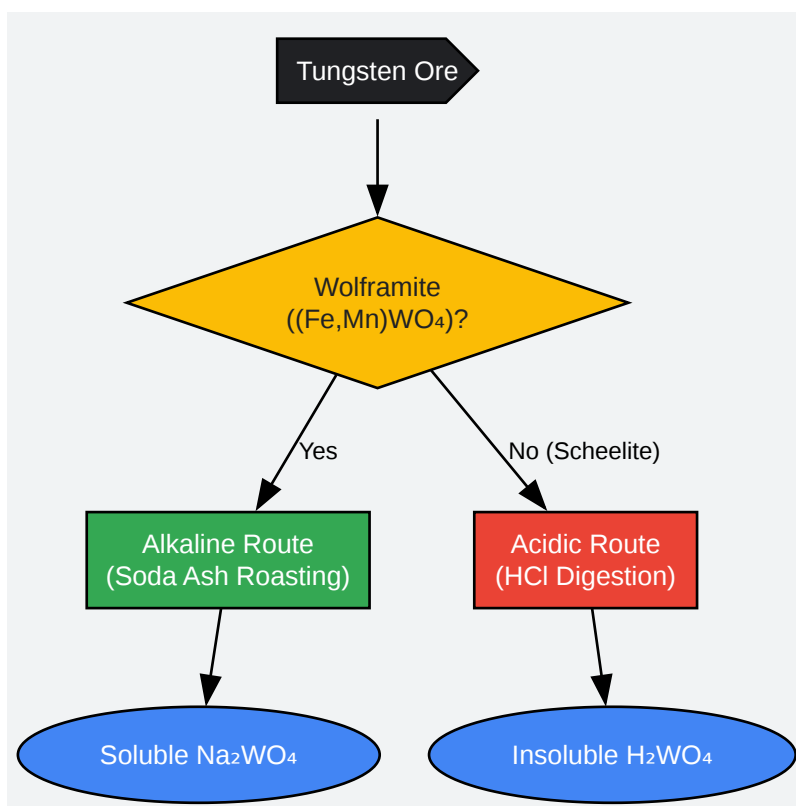 Tungsten Ore
Wolframite
((Fe,Mn)WO₄)?
Yes
No (Scheelite)
Alkaline Route
(Soda Ash Roasting)
Acidic Route
(HCl Digestion)
Soluble Na₂WO₄
Insoluble H₂WO₄